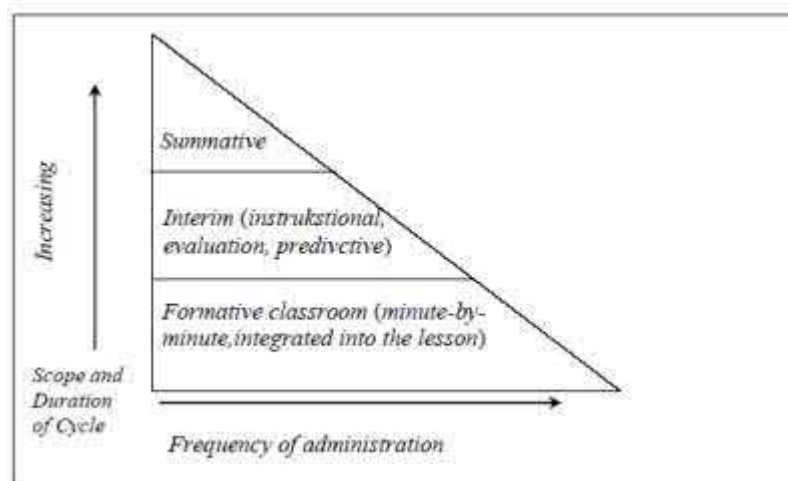 Summative
Increasing
Interim (instrukstional,
evaluation, predivctive)
Formative classroom (minute-by-
minute,integrated into the lesson)
Scope and
Duration
of Cycle
Frequency of administration